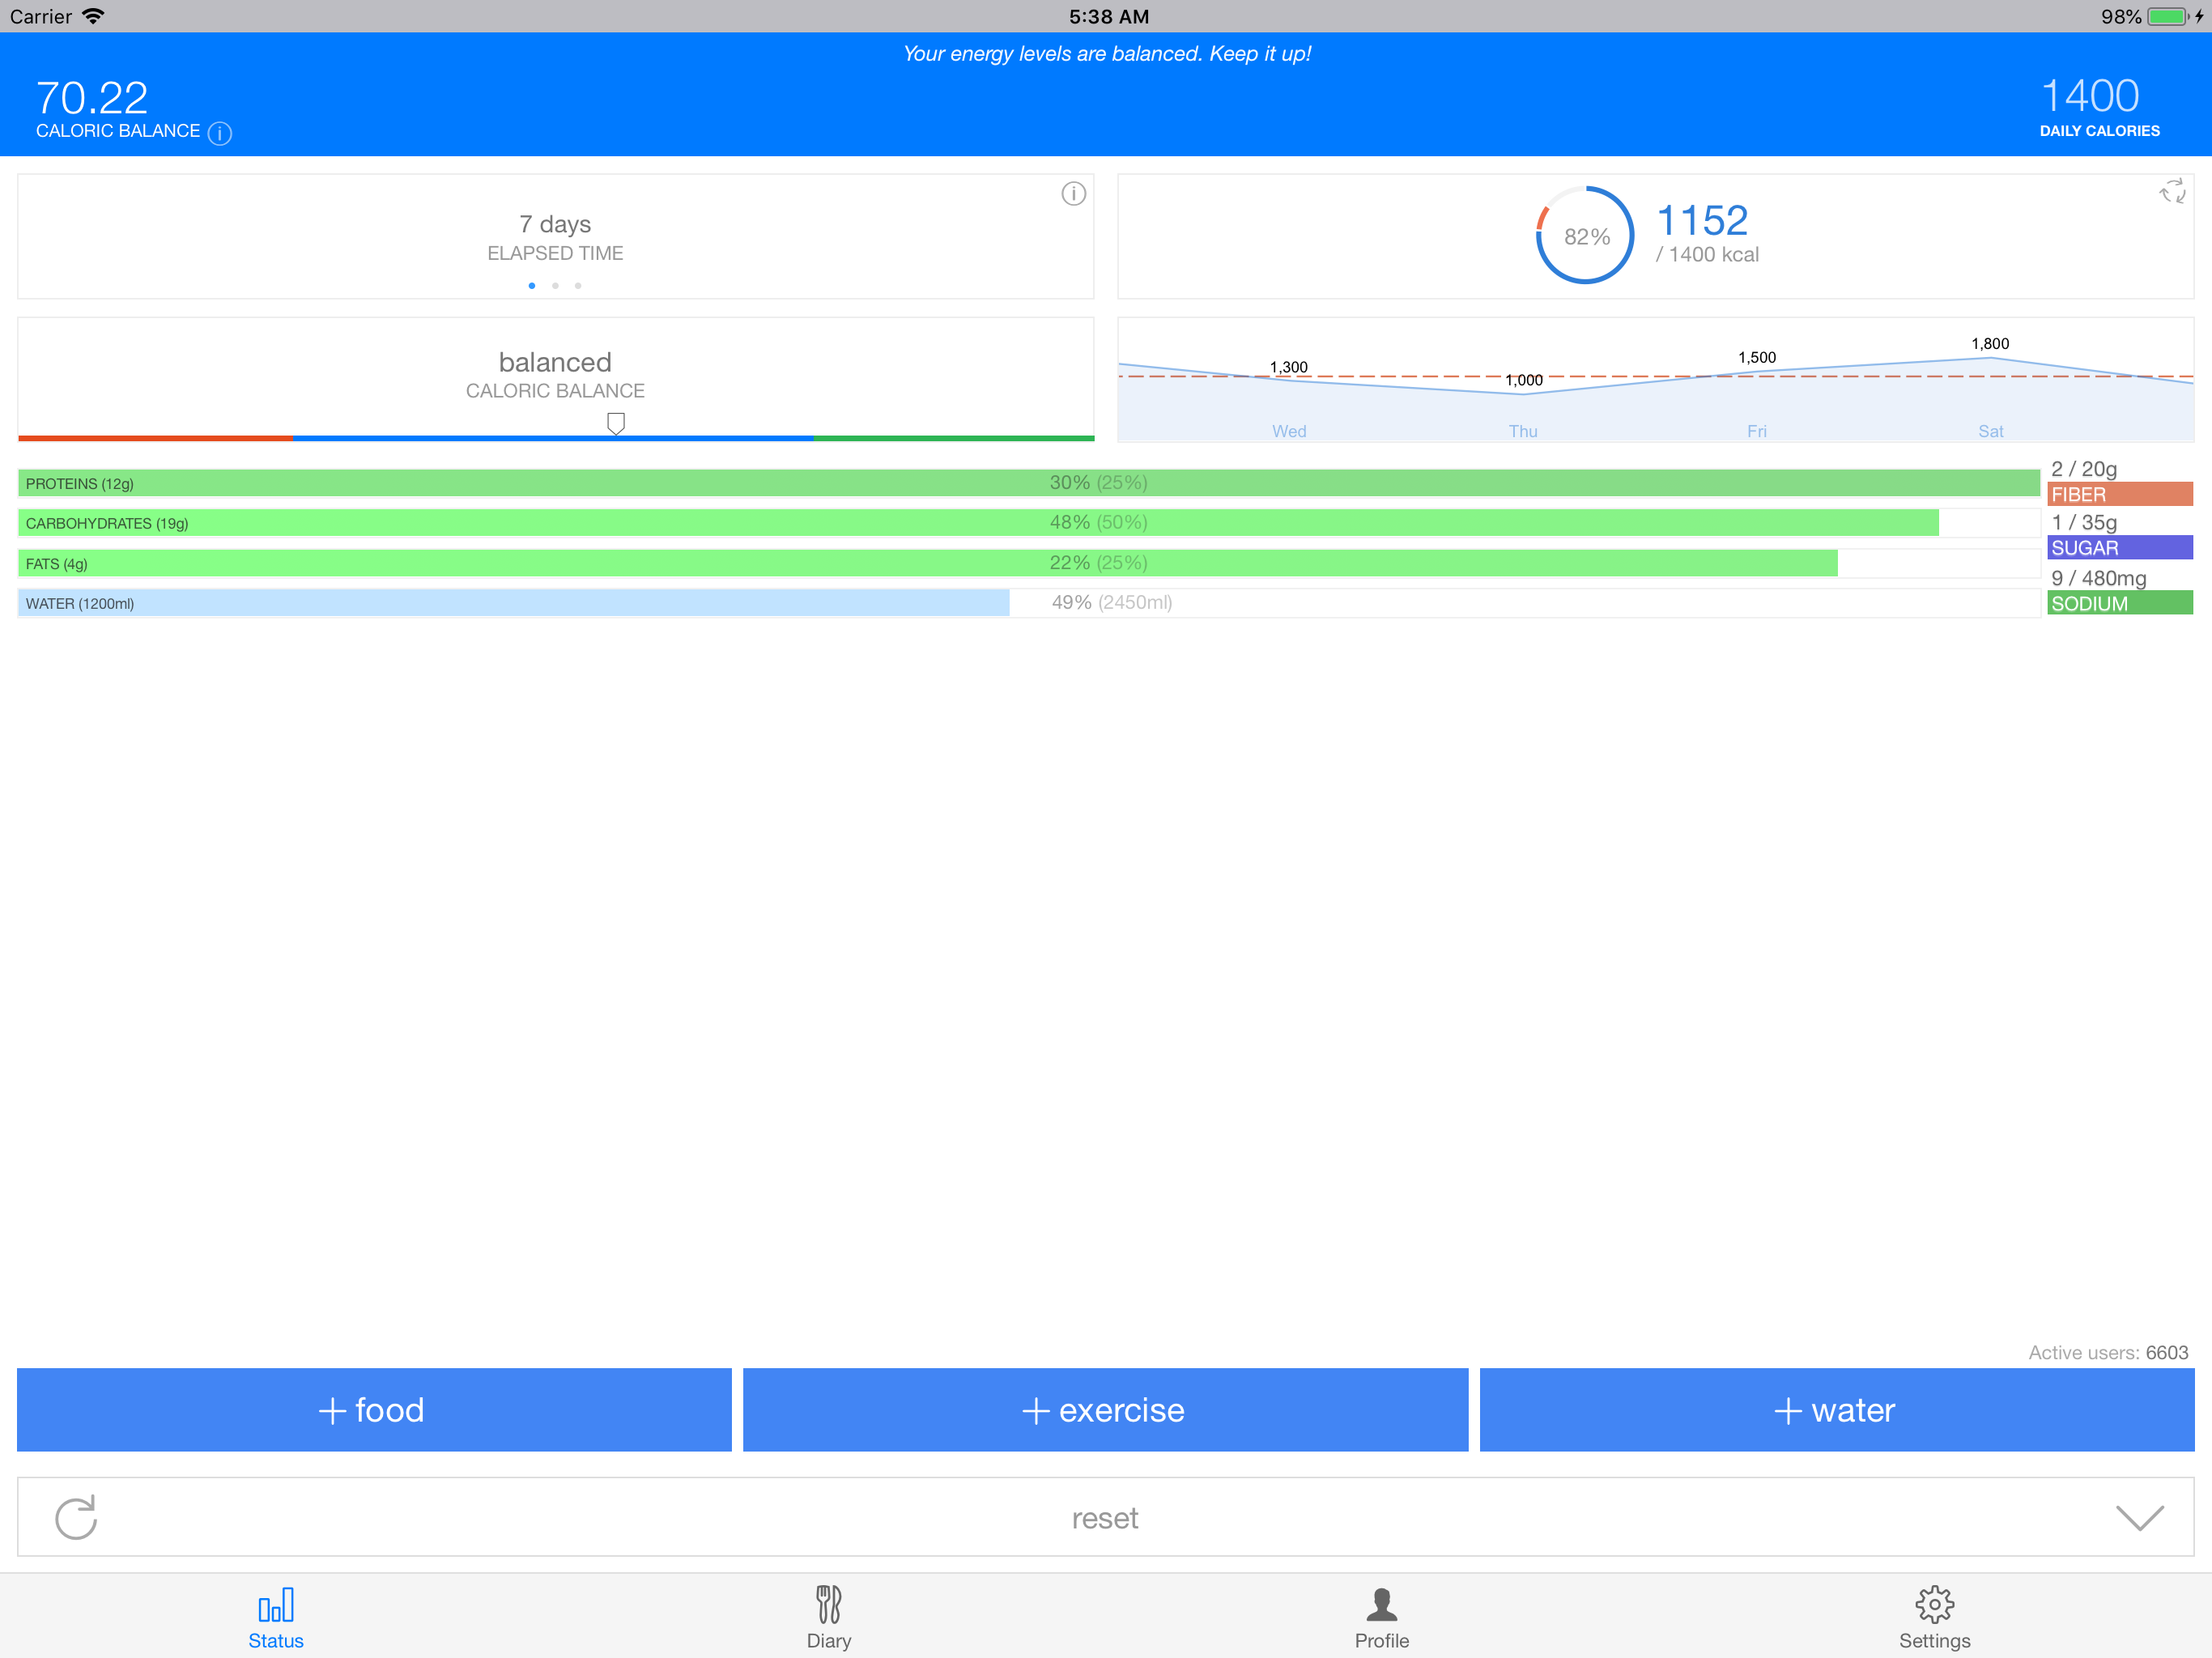 Carrier 5:38 AM 98%
Your energy levels are balanced. Keep it up!
70.22
CALORIC BALANCE
1400
DAILY CALORIES
7 days
ELAPSED TIME
82%
1152
/ 1400 kcal
balanced
CALORIC BALANCE
1,300 1,000 1,500 1,800
Wed Thu Fri Sat
PROTEINS (12g) 30% (25%)
CARBOHYDRATES (19g) 48% (50%)
FATS (4g) 22% (25%)
WATER (1200ml) 49% (2450ml)
2 / 20g
FIBER
1 / 35g
SUGAR
9 / 480mg
SODIUM
Active users: 6603
+ food
+ exercise
+ water
reset
Status Diary Profile Settings